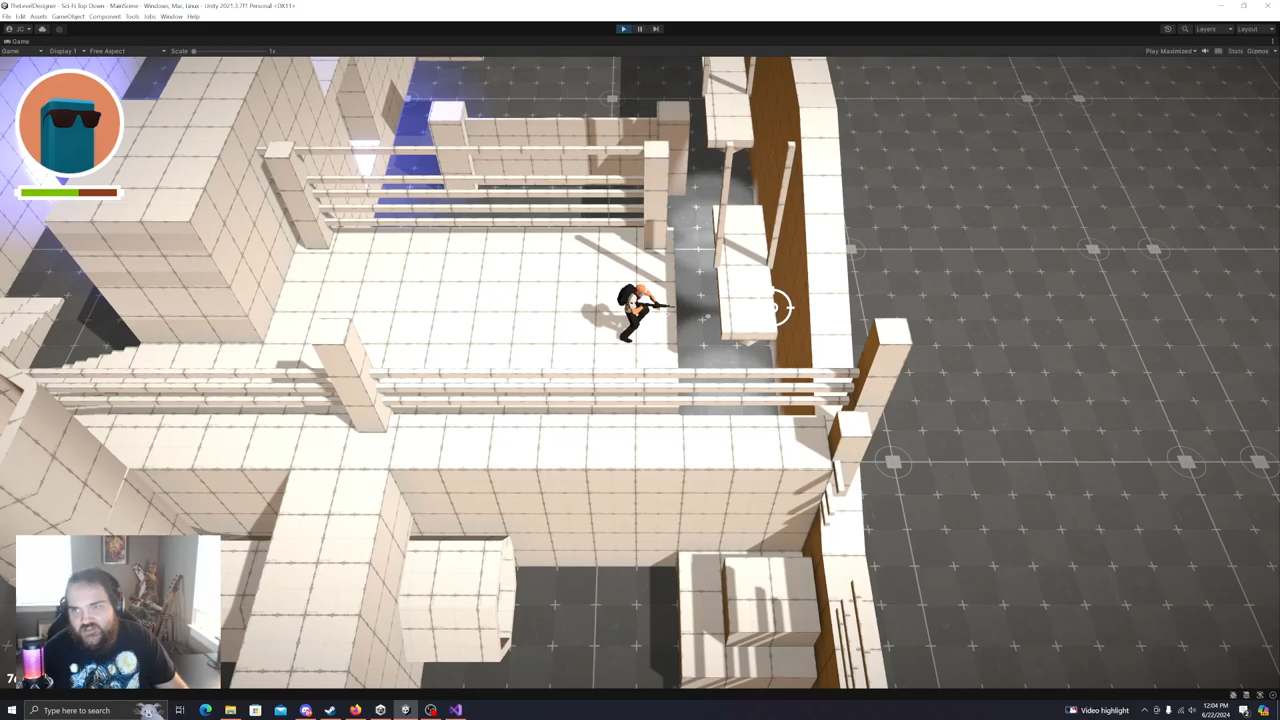 TheLevelDesigner - Sci-Fi Top Down - MainScene - Windows, Mac, Linux - Unity 2021.3.7f1 Personal <DX11>
File Edit Assets GameObject Component Tools Jobs Window Help
JC Layers Layout
Game
Game Display 1 Free Aspect Scale 1x Play Maximized Stats Gizmos
Type here to search
Video highlight
12:04 PM
6/22/2024